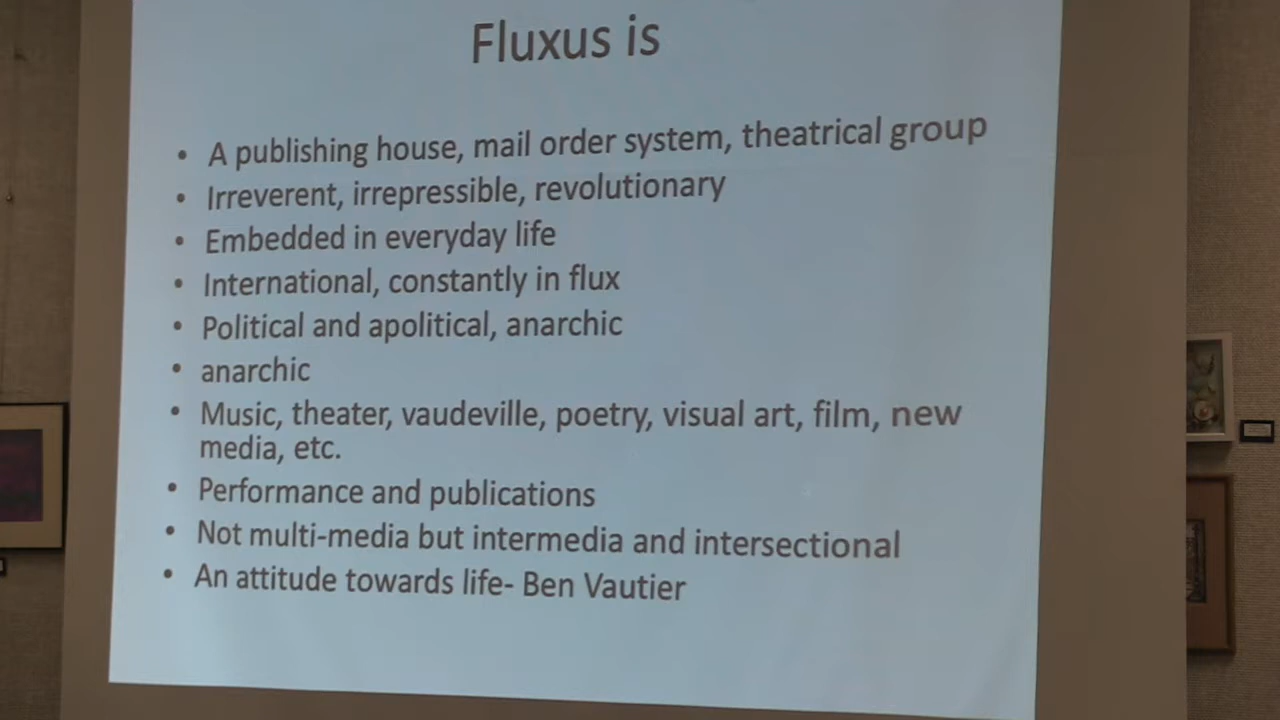 Fluxus is
• A publishing house, mail order system, theatrical group
• Irreverent, irrepressible, revolutionary
• Embedded in everyday life
• International, constantly in flux
• Political and apolitical, anarchic
• anarchic
• Music, theater, vaudeville, poetry, visual art, film, new
media, etc.
• Performance and publications
• Not multi-media but intermedia and intersectional
• An attitude towards life- Ben Vautier